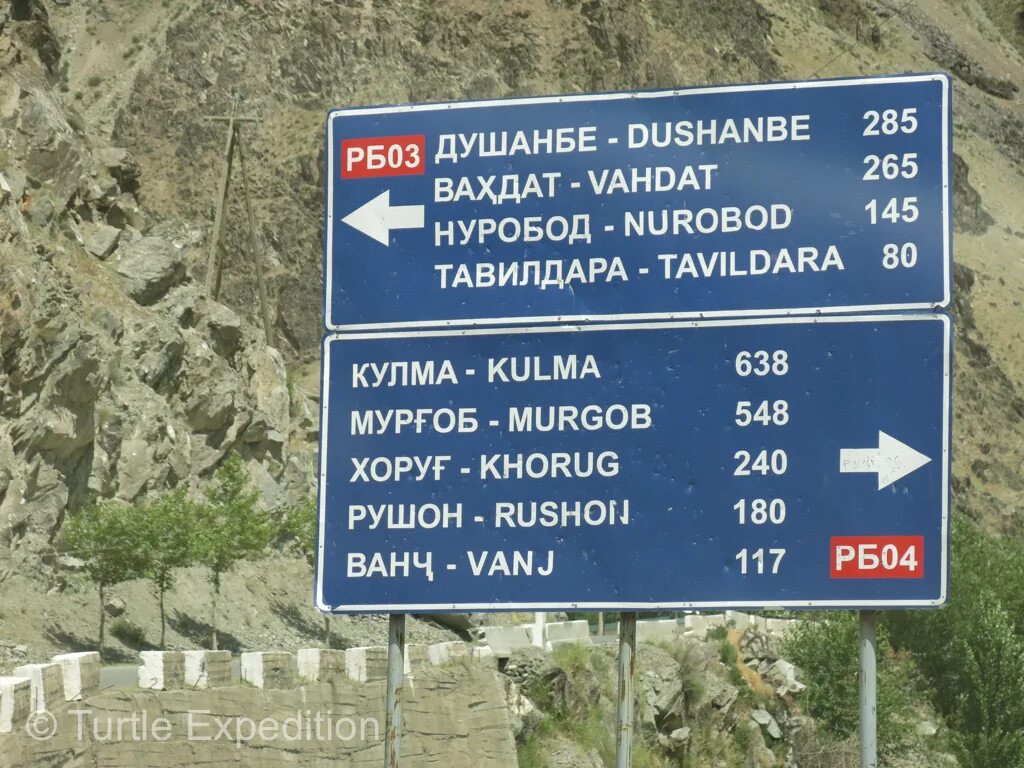 РБ03
ДУШАНБЕ - DUSHANBE 285
ВАҲДАТ - VAHDAT 265
НУРОБОД - NUROBOD 145
ТАВИЛДАРА - TAVILDARA 80
КУЛМА - KULMA 638
МУРҒОБ - MURGOB 548
ХОРУҒ - KHORUG 240
РУШОН - RUSHON 180
ВАНҶ - VANJ 117
РБ04
© Turtle Expedition